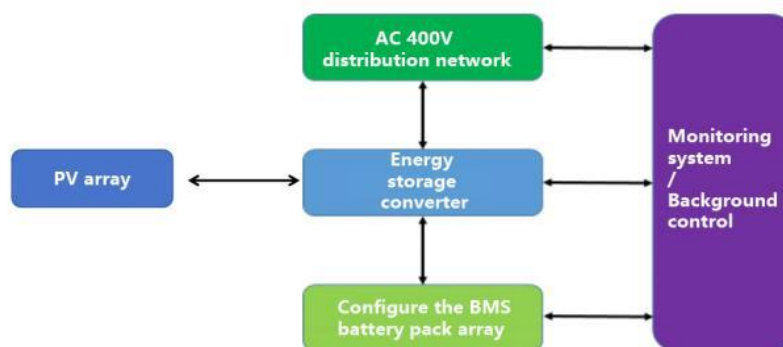 AC 400V
distribution network
PV array
Energy
storage
converter
Monitoring
system
/
Background
control
Configure the BMS
battery pack array